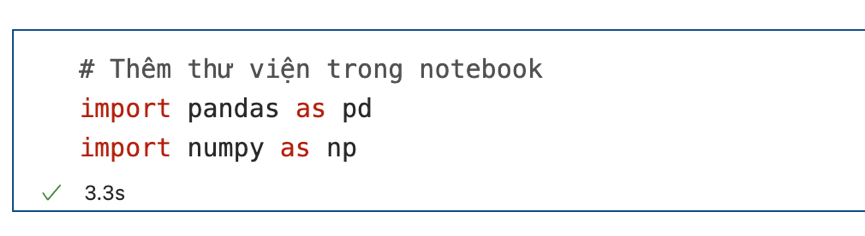 # Thêm thư viện trong notebook
import pandas as pd
import numpy as np
3.3s